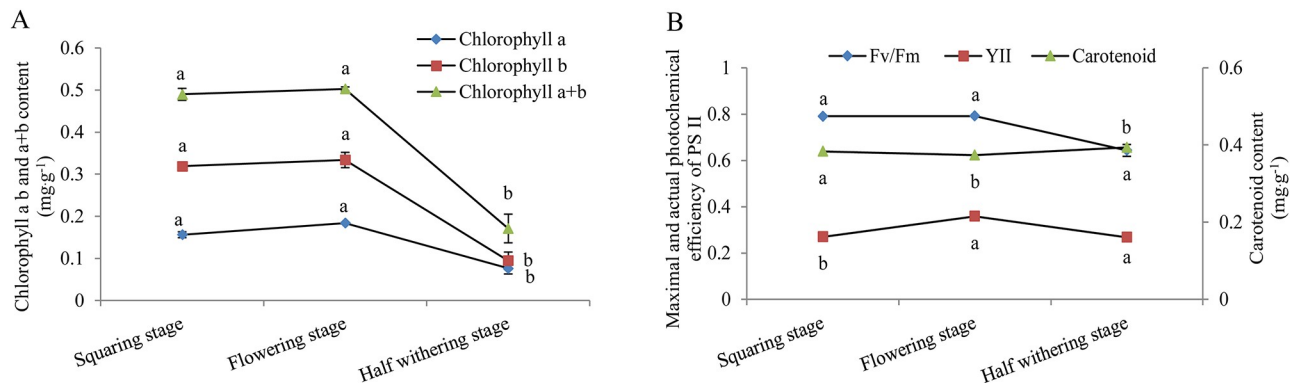 A
Chlorophyll a b and a+b content
(mg·g-1)
0.6
0.5
0.4
0.3
0.2
0.1
0
Chlorophyll a
Chlorophyll b
Chlorophyll a+b
a
a
a
a
a
a
b
b
b
Squaring stage
Flowering stage
Half withering stage
B
Maximal and actual photochemical
efficiency of PS II
1
0.8
0.6
0.4
0.2
0
Fv/Fm
YII
Carotenoid
a
a
b
a
b
a
b
a
a
0.6
0.4
0.2
0
Carotenoid content
(mg·g-1)
Squaring stage
Flowering stage
Half withering stage